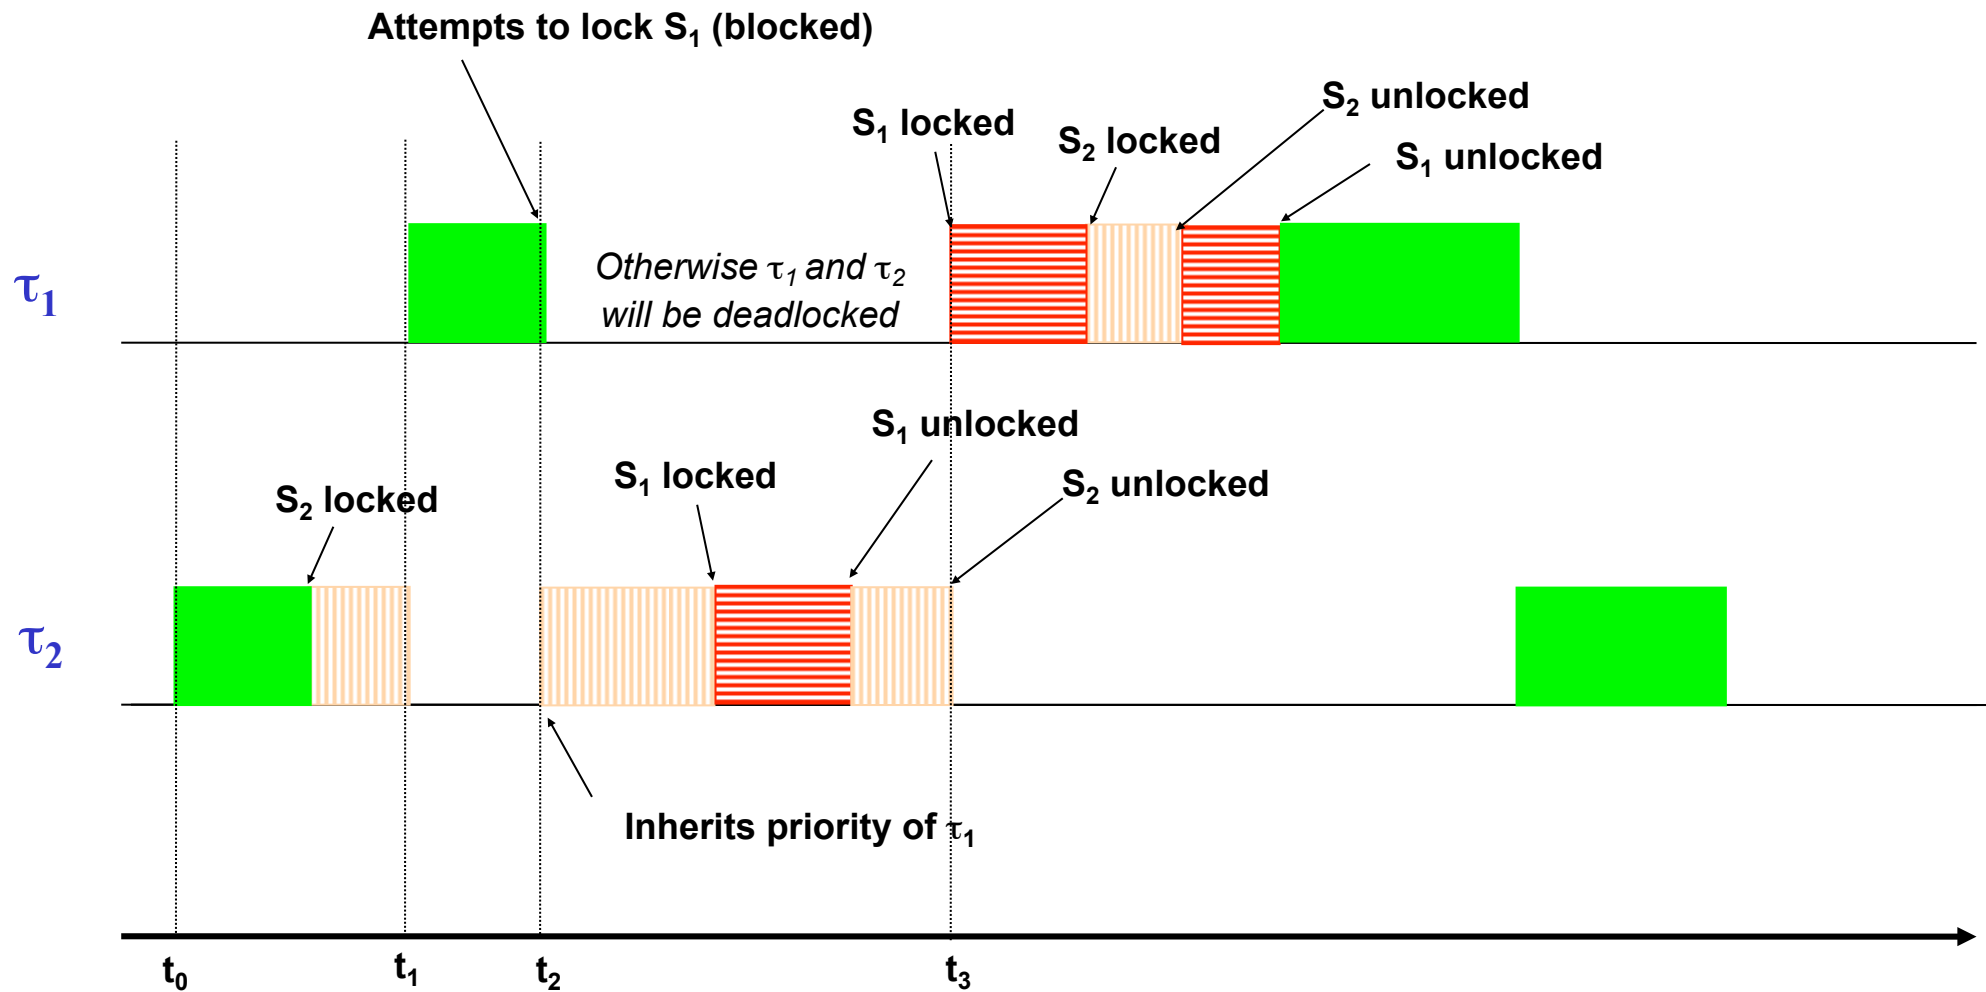 Attempts to lock S₁ (blocked)
S₂ unlocked
S₁ locked
S₂ locked
S₁ unlocked
Otherwise τ₁ and τ₂
will be deadlocked
τ₁
S₁ unlocked
S₁ locked
S₂ unlocked
S₂ locked
τ₂
Inherits priority of τ₁
t₀
t₁
t₂
t₃